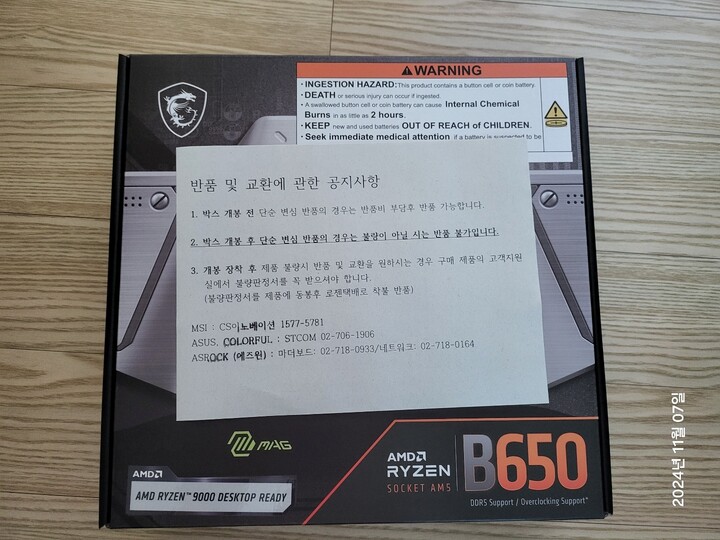 WARNING
· INGESTION HAZARD: This product contains a button cell or coin battery.
· DEATH or serious injury can occur if ingested.
· A swallowed button cell or coin battery can cause Internal Chemical
Burns in as little as 2 hours.
· KEEP new and used batteries OUT OF REACH of CHILDREN.
· Seek immediate medical attention if a battery is suspected to be
반품 및 교환에 관한 공지사항
1. 박스 개봉 전 단순 변심 반품의 경우는 반품비 부담후 반품 가능합니다.
2. 박스 개봉 후 단순 변심 반품의 경우는 불량이 아닐 시는 반품 불가입니다.
3. 개봉 장착 후 제품 불량시 반품 및 교환을 원하시는 경우 구매 제품의 고객지원
실에서 불량판정서를 꼭 받으셔야 합니다.
(불량판정서를 제품에 동봉후 로젠택배로 착불 반품)
MSI : CS이노베이션 1577-5781
ASUS, COLORFUL : STCOM 02-706-1906
ASROCK (에즈윈) : 마더보드: 02-718-0933/네트워크: 02-718-0164
MAG
AMD
AMD RYZEN™ 9000 DESKTOP READY
AMD
RYZEN
SOCKET AM5
B650
DDR5 Support / Overclocking Support*
2024년 11월 07일